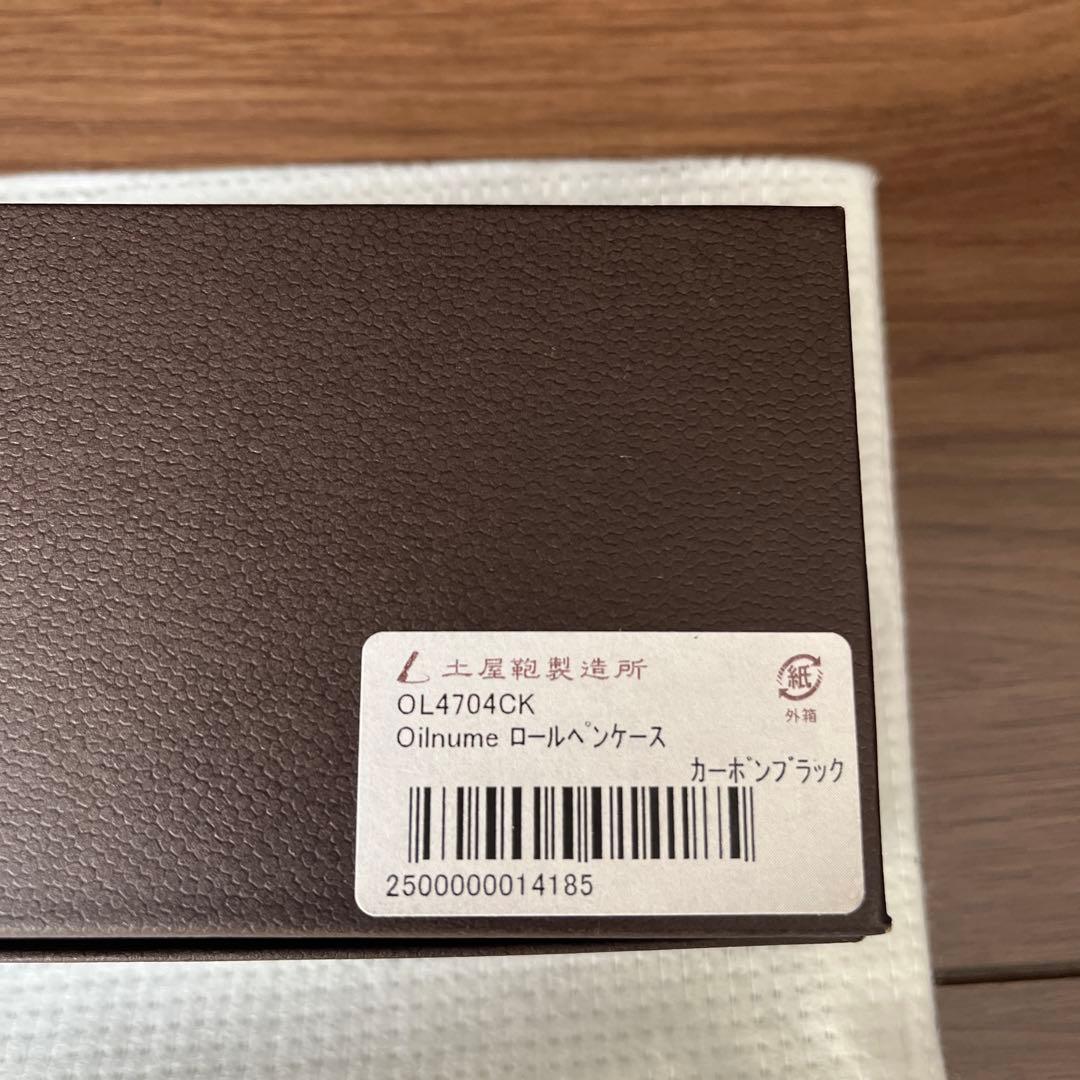 土屋鞄製造所
紙
外箱
OL4704CK
Oilnume ﾛｰﾙﾍﾟﾝｹｰｽ
ｶｰﾎﾞﾝﾌﾞﾗｯｸ
2500000014185